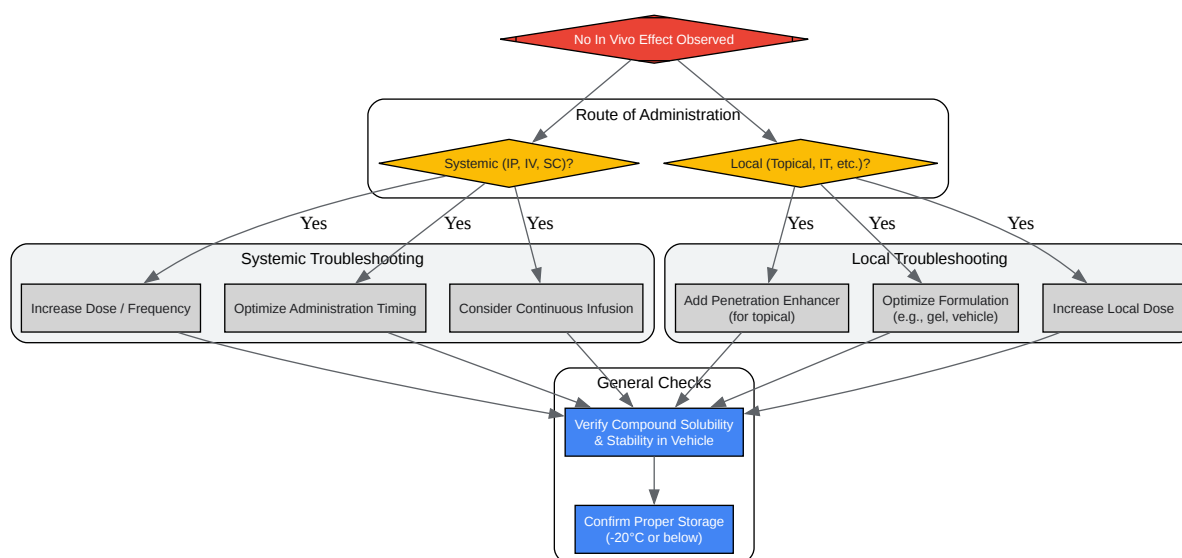 No In Vivo Effect Observed
Route of Administration
Systemic (IP, IV, SC)?
Local (Topical, IT, etc.)?
Yes
Yes
Yes
Yes
Yes
Yes
Systemic Troubleshooting
Local Troubleshooting
Increase Dose / Frequency
Optimize Administration Timing
Consider Continuous Infusion
Add Penetration Enhancer
(for topical)
Optimize Formulation
(e.g., gel, vehicle)
Increase Local Dose
General Checks
Verify Compound Solubility
& Stability in Vehicle
Confirm Proper Storage
(-20°C or below)